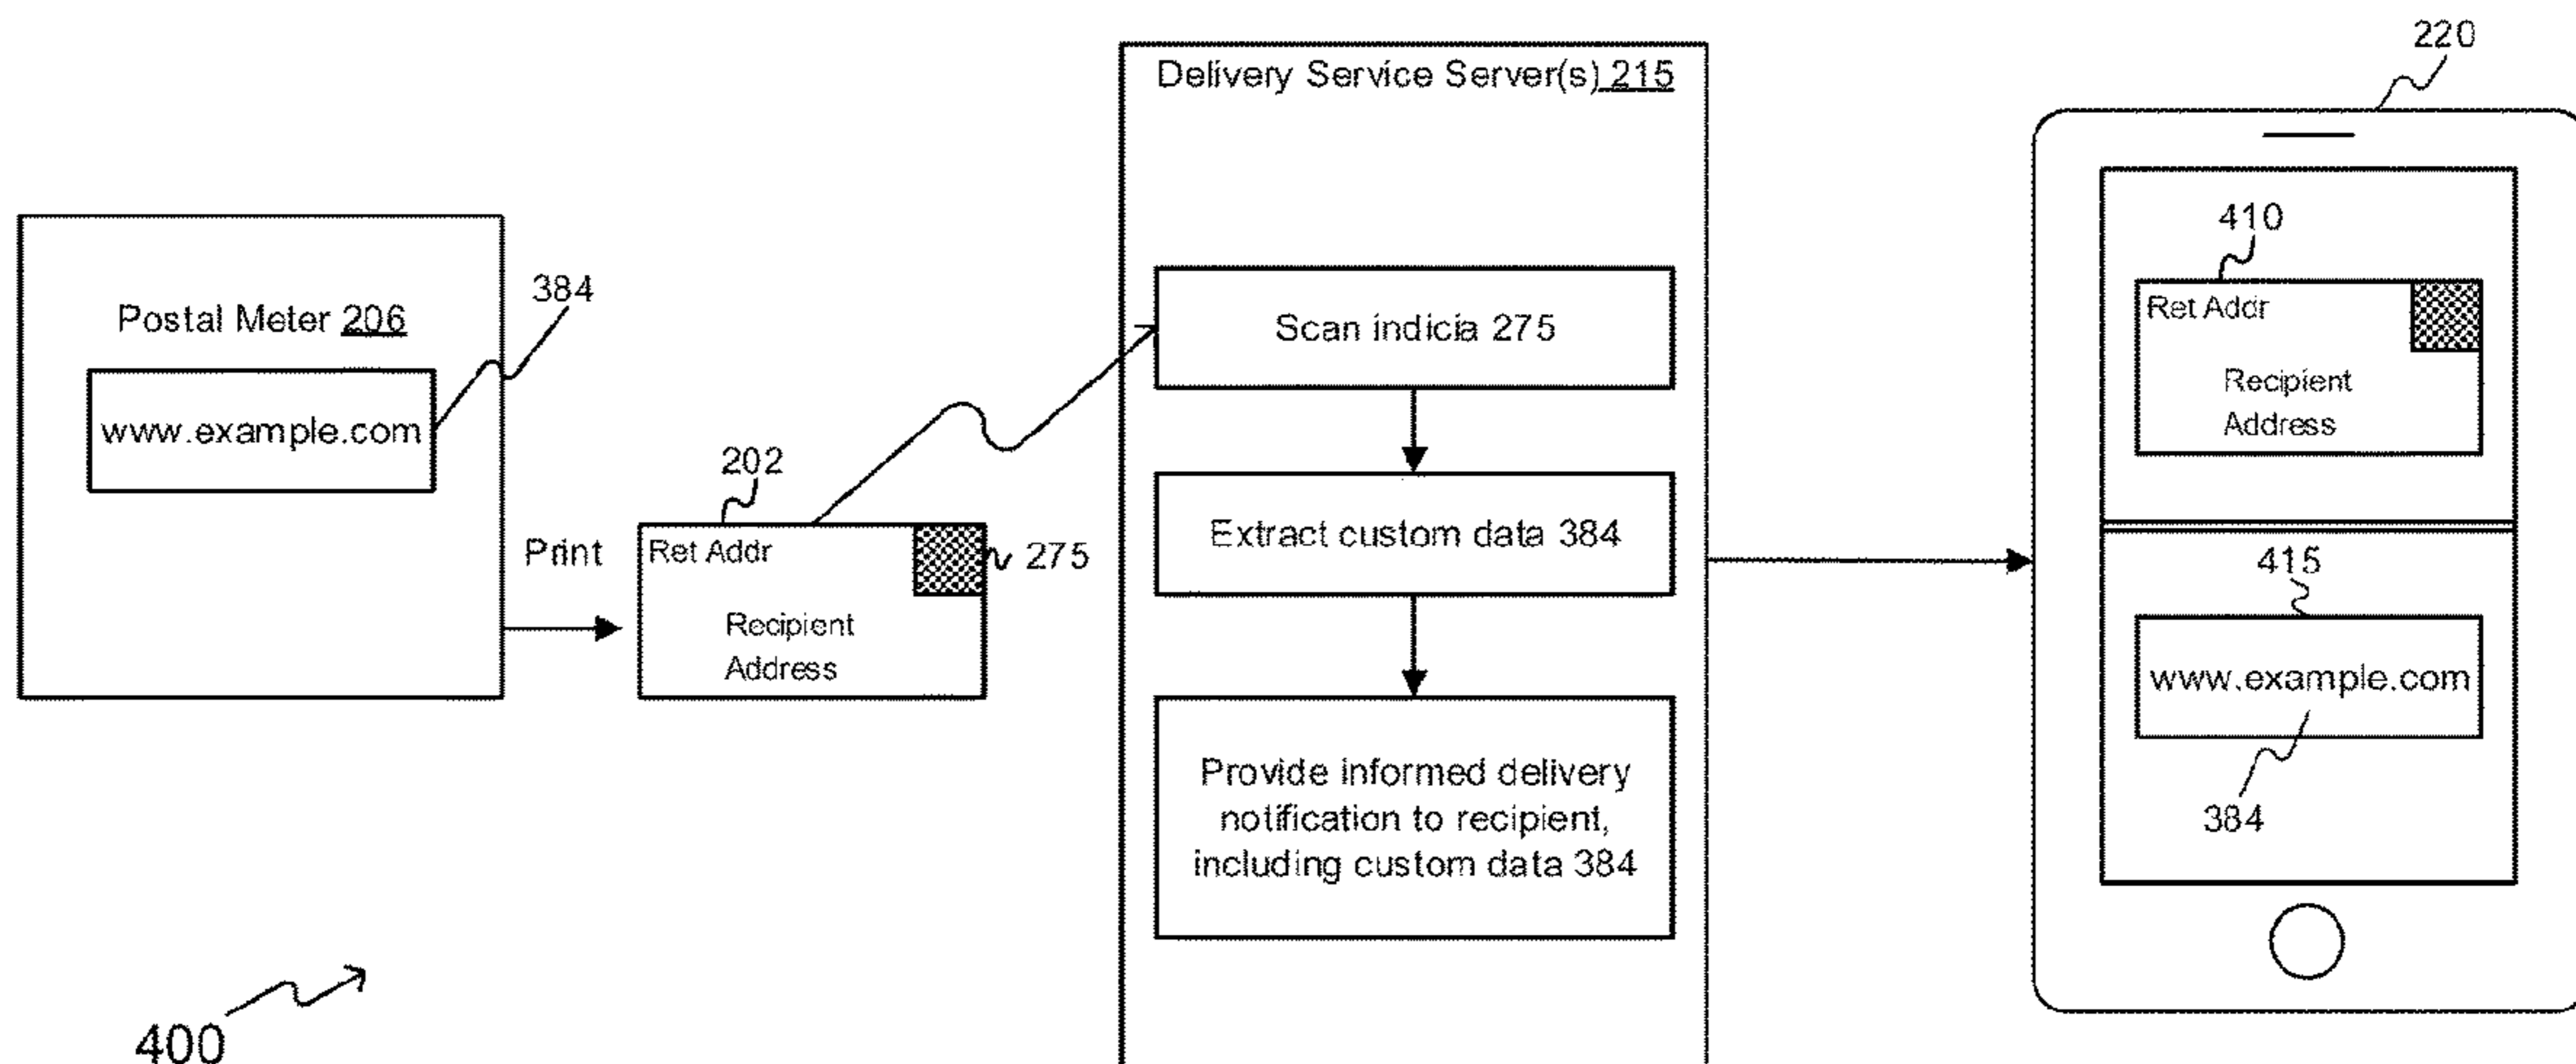 Postal Meter 206
384
www.example.com
Print
202
Ret Addr
275
Recipient
Address
400
Delivery Service Server(s) 215
Scan indicia 275
Extract custom data 384
Provide informed delivery
notification to recipient,
including custom data 384
220
410
Ret Addr
Recipient
Address
415
www.example.com
384